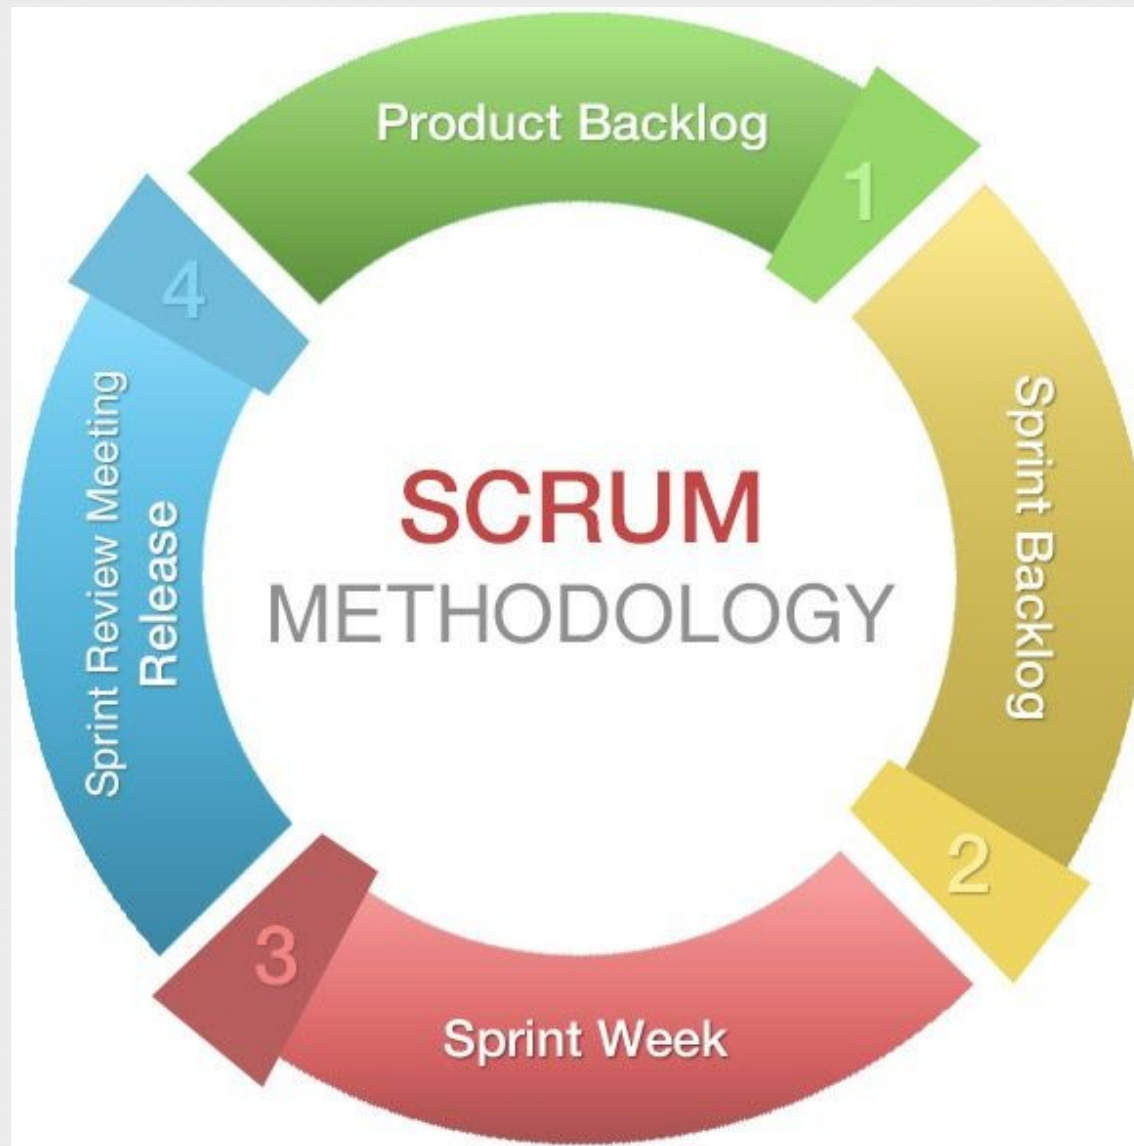 Product Backlog
1
Sprint Backlog
2
Sprint Week
3
Sprint Review Meeting
Release
4
SCRUM
METHODOLOGY